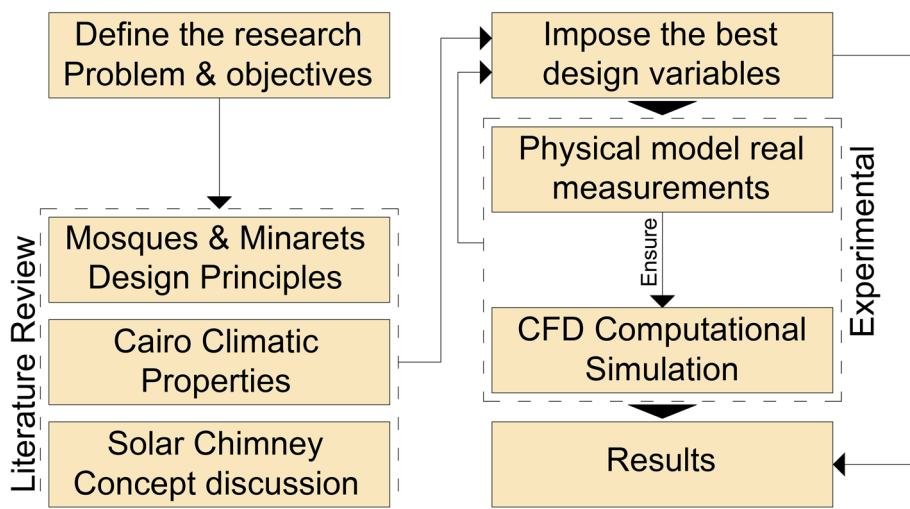 Define the research
Problem & objectives
Literature Review
Mosques & Minarets
Design Principles
Cairo Climatic
Properties
Solar Chimney
Concept discussion
Impose the best
design variables
Experimental
Physical model real
measurements
Ensure
CFD Computational
Simulation
Results